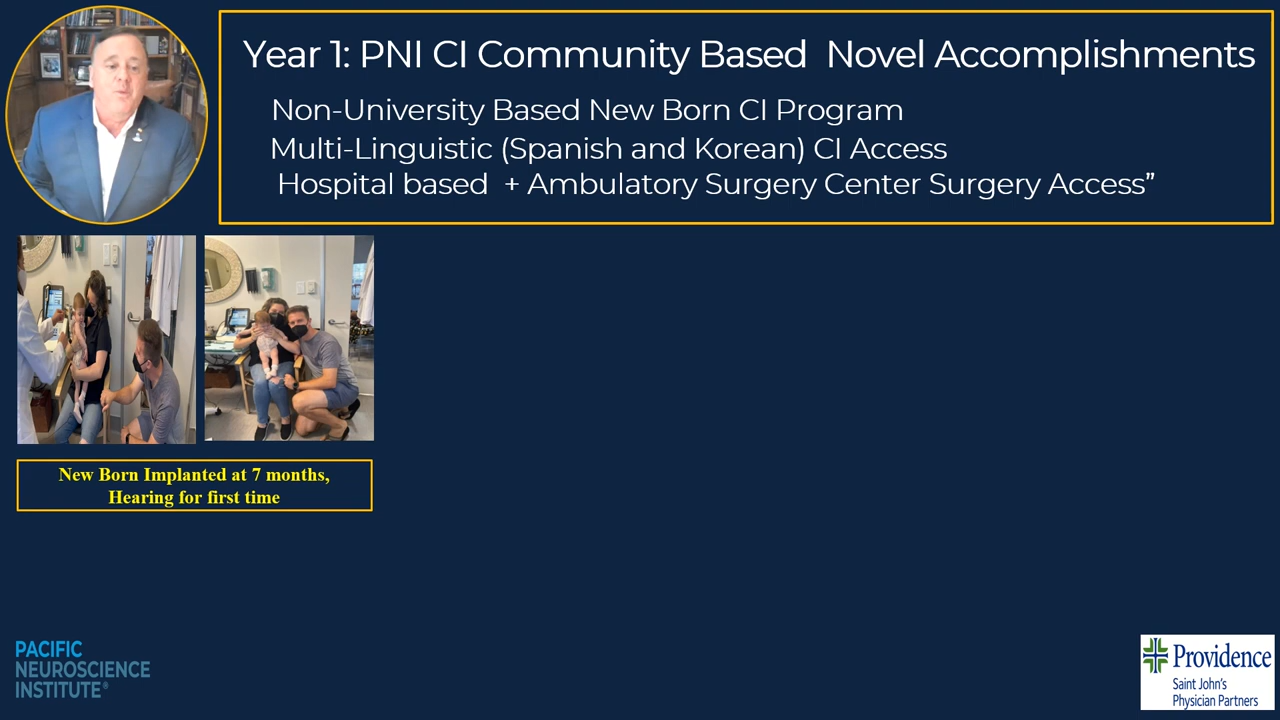 Year 1: PNI CI Community Based  Novel Accomplishments
Non-University Based New Born CI Program
Multi-Linguistic (Spanish and Korean) CI Access
Hospital based  + Ambulatory Surgery Center Surgery Access”
New Born Implanted at 7 months,
Hearing for first time
PACIFIC
NEUROSCIENCE
INSTITUTE®
Providence
Saint John's
Physician Partners